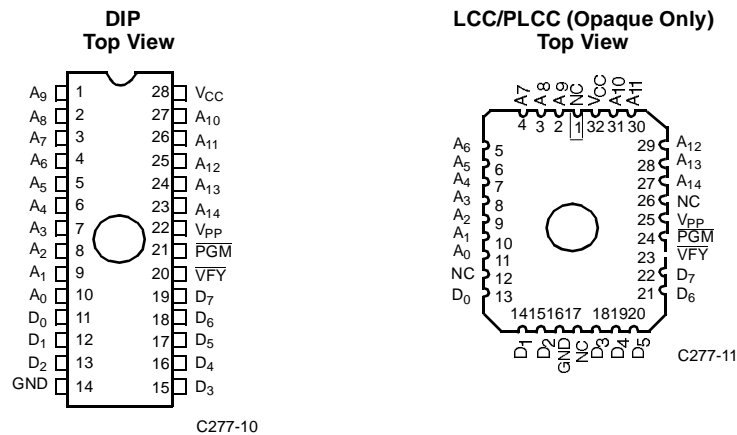 DIP
Top View
A9 1 28 VCC
A8 2 27 A10
A7 3 26 A11
A6 4 25 A12
A5 5 24 A13
A4 6 23 A14
A3 7 22 VPP
A2 8 21 PGM
A1 9 20 VFY
A0 10 19 D7
D0 11 18 D6
D1 12 17 D5
D2 13 16 D4
GND 14 15 D3
C277-10
LCC/PLCC (Opaque Only)
Top View
A7 A8 A9 NC VCC A10 A11
4 3 2 1 32 31 30
A6 5 29 A12
A5 6 28 A13
A4 7 27 A14
A3 8 26 NC
A2 9 25 VPP
A1 10 24 PGM
A0 11 23 VFY
NC 12 22 D7
D0 13 21 D6
14 15 16 17 18 19 20
D1 D2 GND NC D3 D4 D5
C277-11